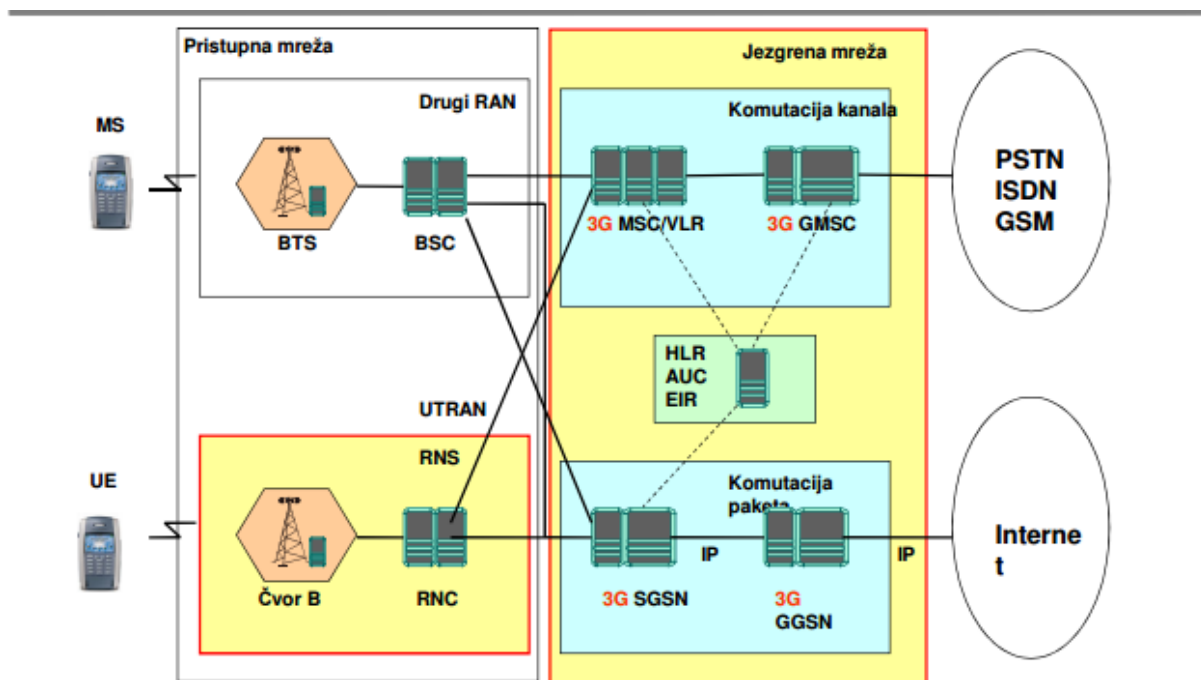 Pristupna mreža
Jezgrena mreža
Drugi RAN
Komutacija kanala
MS
PSTN
ISDN
GSM
BTS
BSC
3G MSC/VLR
3G GMSC
HLR
AUC
EIR
UTRAN
RNS
Komutacija
paketa
UE
IP
IP
Interne
t
Čvor B
RNC
3G SGSN
3G
GGSN